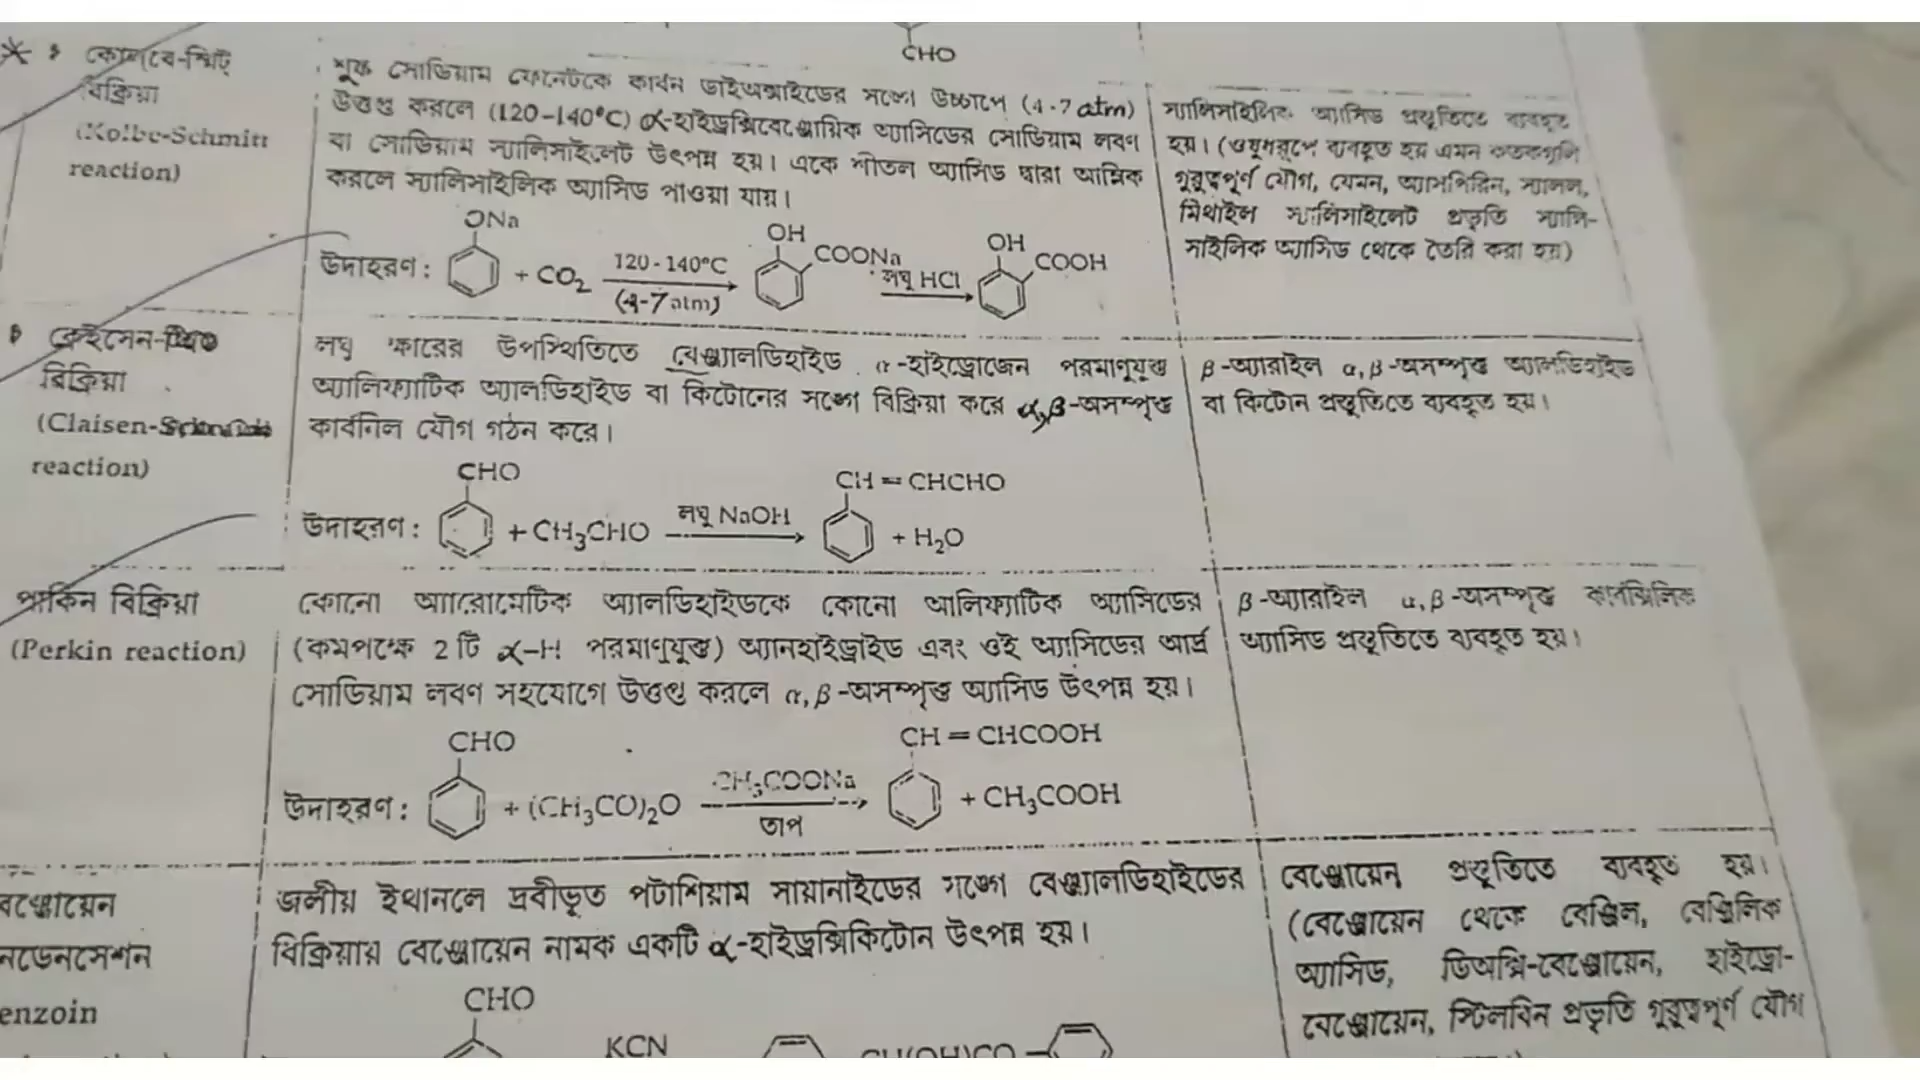 CHO
কোলবে-স্মিট্
বিক্রিয়া
(Kolbe-Schmitt
reaction)
শুষ্ক সোডিয়াম ফেনেটকে কার্বন ডাইঅক্সাইডের সঙ্গে উচ্চচাপে (4-7 atm)
উত্তপ্ত করলে (120-140°C) α-হাইড্রক্সিবেঞ্জোয়িক অ্যাসিডের সোডিয়াম লবণ
বা সোডিয়াম স্যালিসাইলেট উৎপন্ন হয়। একে শীতল অ্যাসিড দ্বারা আম্লিক
করলে স্যালিসাইলিক অ্যাসিড পাওয়া যায়।
ONa
OH
COONa
OH
COOH
উদাহরণ :
+ CO₂
120-140°C
(4-7 atm)
লঘু HCl
স্যালিসাইলিক অ্যাসিড প্রস্তুতিতে ব্যবহৃত
হয়। (ওষুধরূপে ব্যবহৃত হয় এমন কতকগুলি
গুরুত্বপূর্ণ যৌগ, যেমন, অ্যাসপিরিন, স্যালল,
মিথাইল স্যালিসাইলেট প্রভৃতি স্যালি-
সাইলিক অ্যাসিড থেকে তৈরি করা হয়)
ক্লেইসেন-
বিক্রিয়া
(Claisen-
reaction)
লঘু ক্ষারের উপস্থিতিতে বেঞ্জ্যালডিহাইড α-হাইড্রোজেন পরমাণুযুক্ত
অ্যালিফ্যাটিক অ্যালডিহাইড বা কিটোনের সঙ্গে বিক্রিয়া করে α,β-অসম্পৃক্ত
কার্বনিল যৌগ গঠন করে।
CHO
CH = CHCHO
উদাহরণ :
+ CH₃CHO
লঘু NaOH
+ H₂O
β-অ্যারাইল α,β-অসম্পৃক্ত অ্যালডিহাইড
বা কিটোন প্রস্তুতিতে ব্যবহৃত হয়।
পার্কিন বিক্রিয়া
(Perkin reaction)
কোনো অ্যারোমেটিক অ্যালডিহাইডকে কোনো আলিফ্যাটিক অ্যাসিডের
(কমপক্ষে 2 টি α-H পরমাণুযুক্ত) অ্যানহাইড্রাইড এবং ওই অ্যাসিডের আর্দ্র
সোডিয়াম লবণ সহযোগে উত্তপ্ত করলে α,β-অসম্পৃক্ত অ্যাসিড উৎপন্ন হয়।
CHO
CH = CHCOOH
উদাহরণ :
+ (CH₃CO)₂O
CH₃COONa
তাপ
+ CH₃COOH
β-অ্যারাইল α,β-অসম্পৃক্ত কার্বক্সিলিক
অ্যাসিড প্রস্তুতিতে ব্যবহৃত হয়।
বেঞ্জোয়েন
নডেনসেশন
enzoin
জলীয় ইথানলে দ্রবীভূত পটাশিয়াম সায়ানাইডের সঙ্গে বেঞ্জ্যালডিহাইডের
বিক্রিয়ায় বেঞ্জোয়েন নামক একটি α-হাইড্রক্সিকিটোন উৎপন্ন হয়।
CHO
KCN
CH(OH)CO
বেঞ্জোয়েন প্রস্তুতিতে ব্যবহৃত হয়।
(বেঞ্জোয়েন থেকে বেঞ্জিল, বেঞ্জিলিক
অ্যাসিড, ডিঅক্সি-বেঞ্জোয়েন, হাইড্রো-
বেঞ্জোয়েন, স্টিলবিন প্রভৃতি গুরুত্বপূর্ণ যৌগ